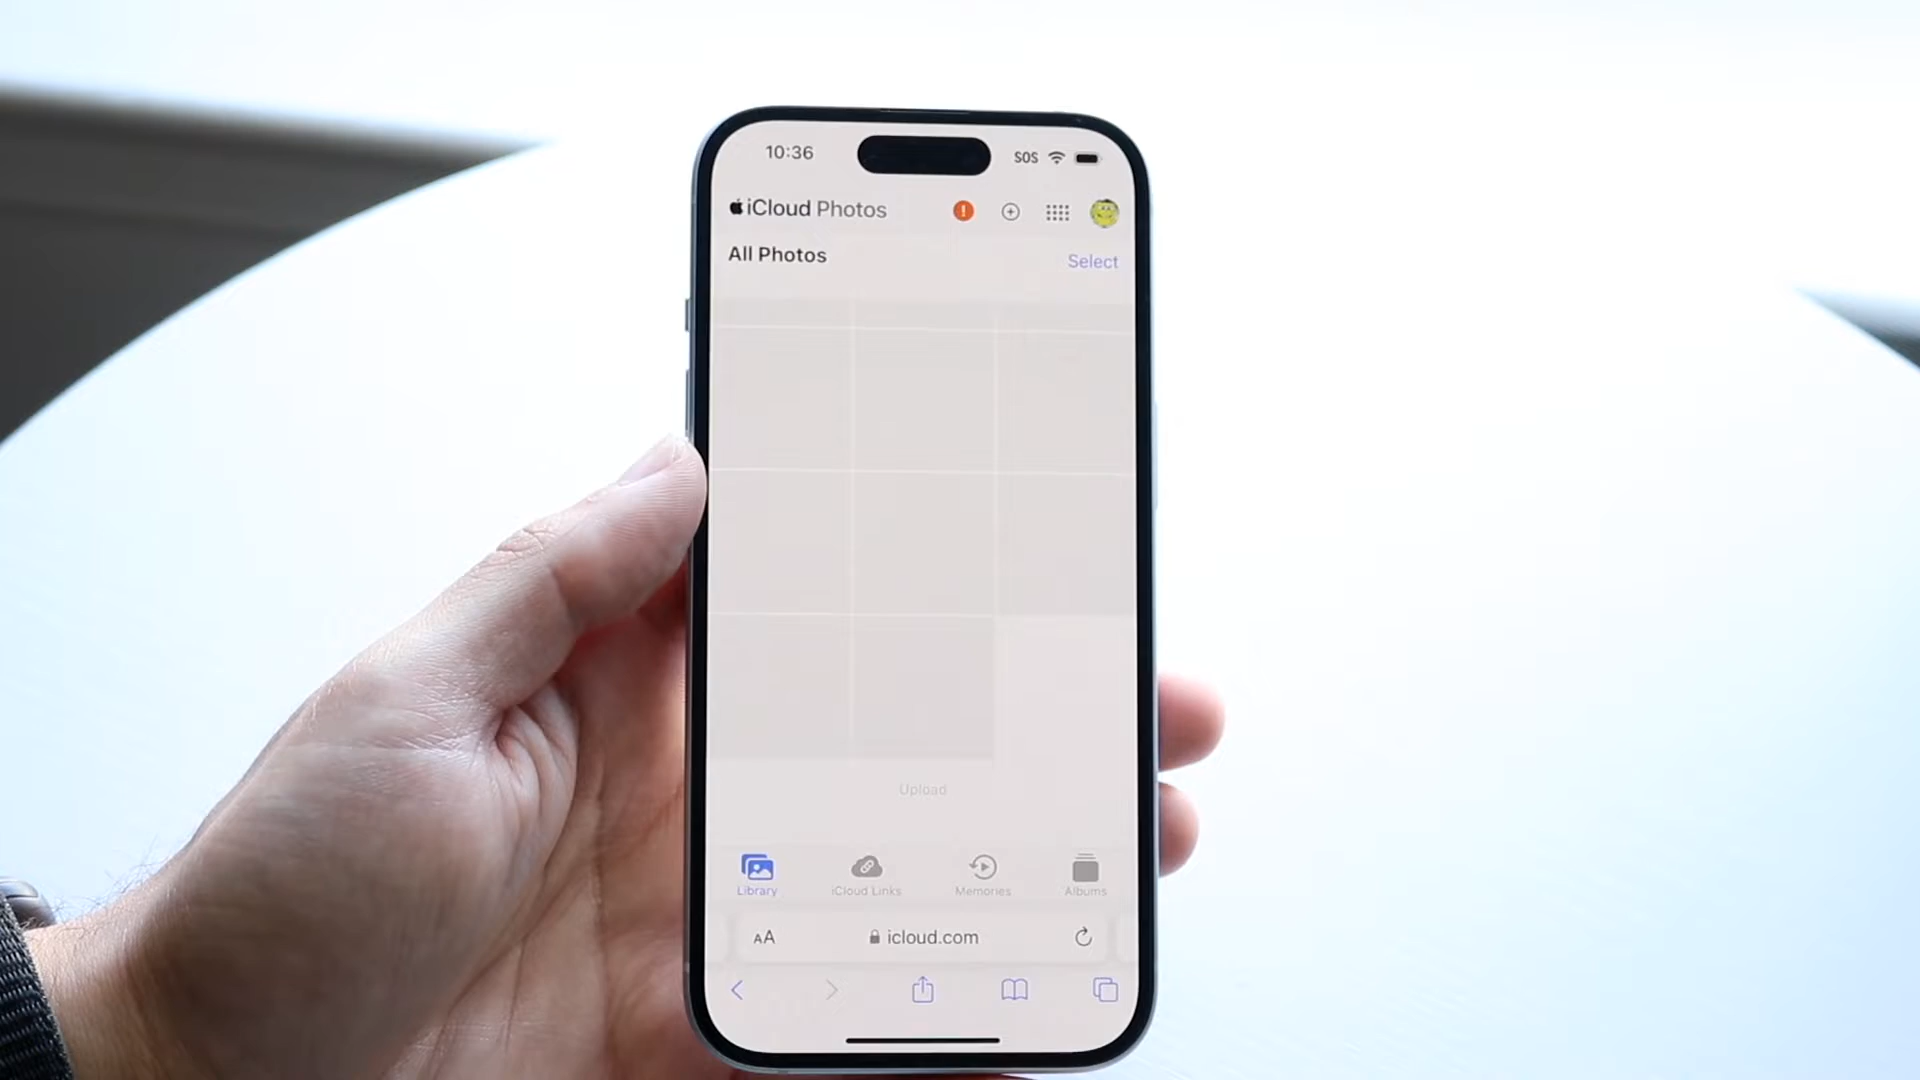 10:36
SOS
iCloud Photos
!
All Photos
Select
Upload
Library
iCloud Links
Memories
Albums
AA
icloud.com